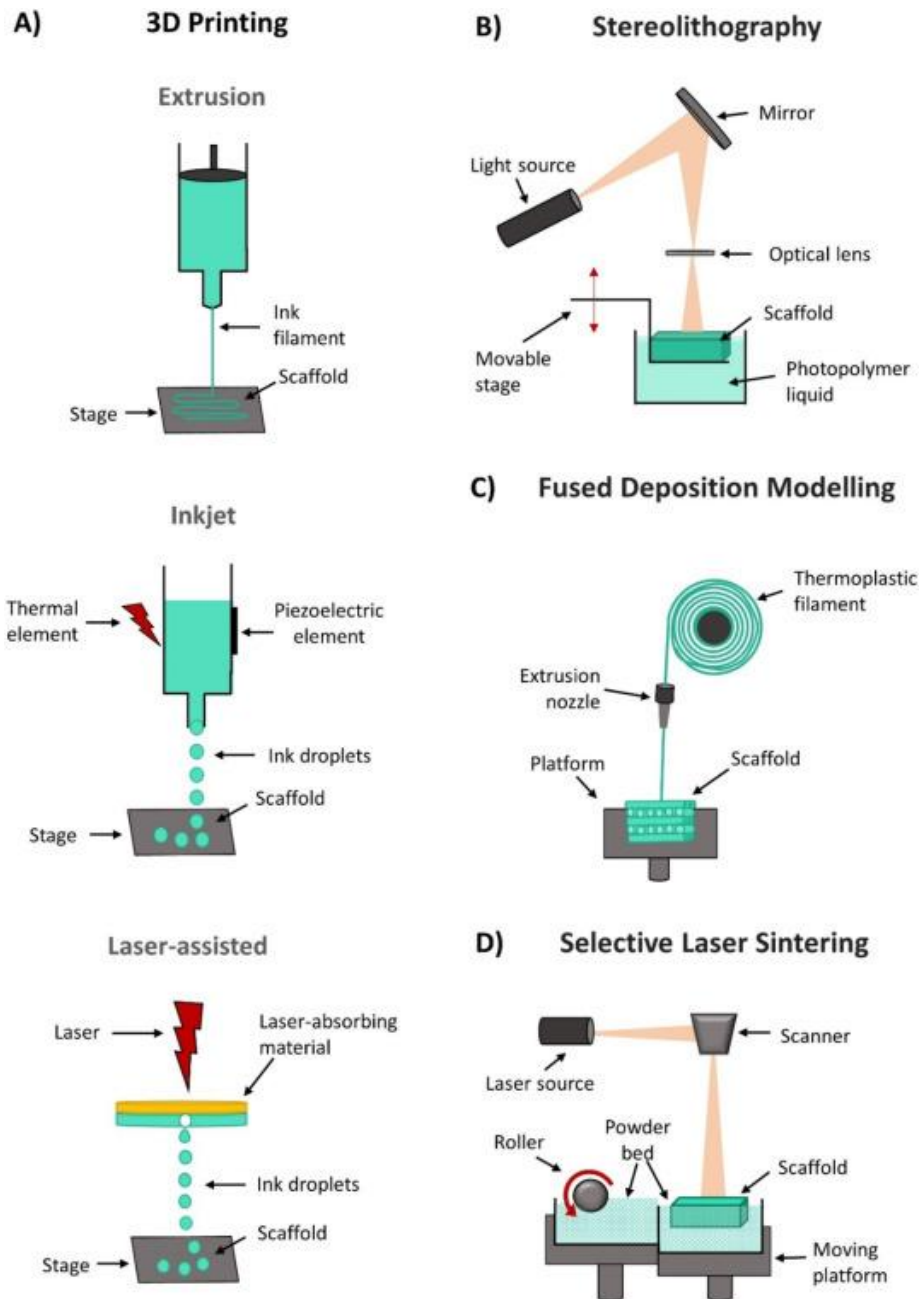 A) 3D Printing
Extrusion
Ink
filament
Scaffold
Stage
Inkjet
Thermal
element
Piezoelectric
element
Ink droplets
Scaffold
Stage
Laser-assisted
Laser
Laser-absorbing
material
Ink droplets
Scaffold
Stage
B) Stereolithography
Mirror
Light source
Optical lens
Scaffold
Movable
stage
Photopolymer
liquid
C) Fused Deposition Modelling
Thermoplastic
filament
Extrusion
nozzle
Platform
Scaffold
D) Selective Laser Sintering
Scanner
Laser source
Roller
Powder
bed
Scaffold
Moving
platform